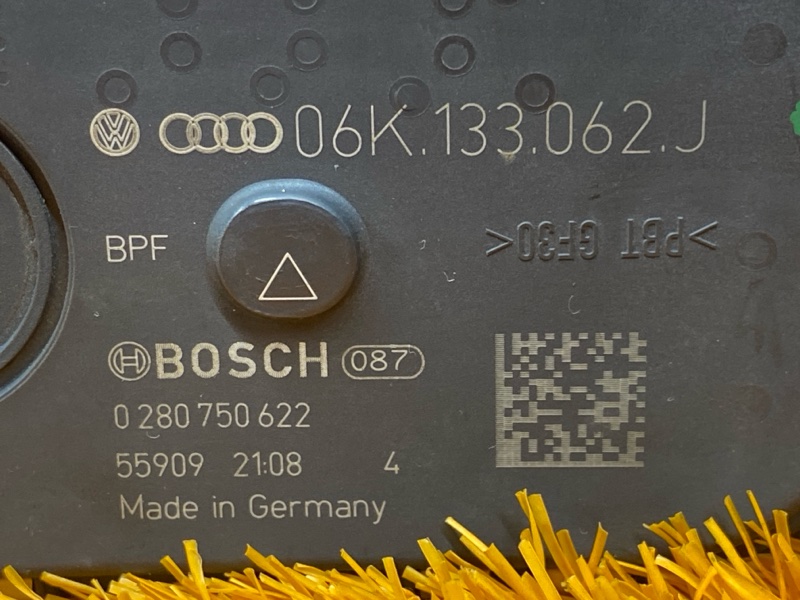 06K.133.062.J
BPF
>PBT GF30<
BOSCH 087
0 280 750 622
55909 21:08 4
Made in Germany